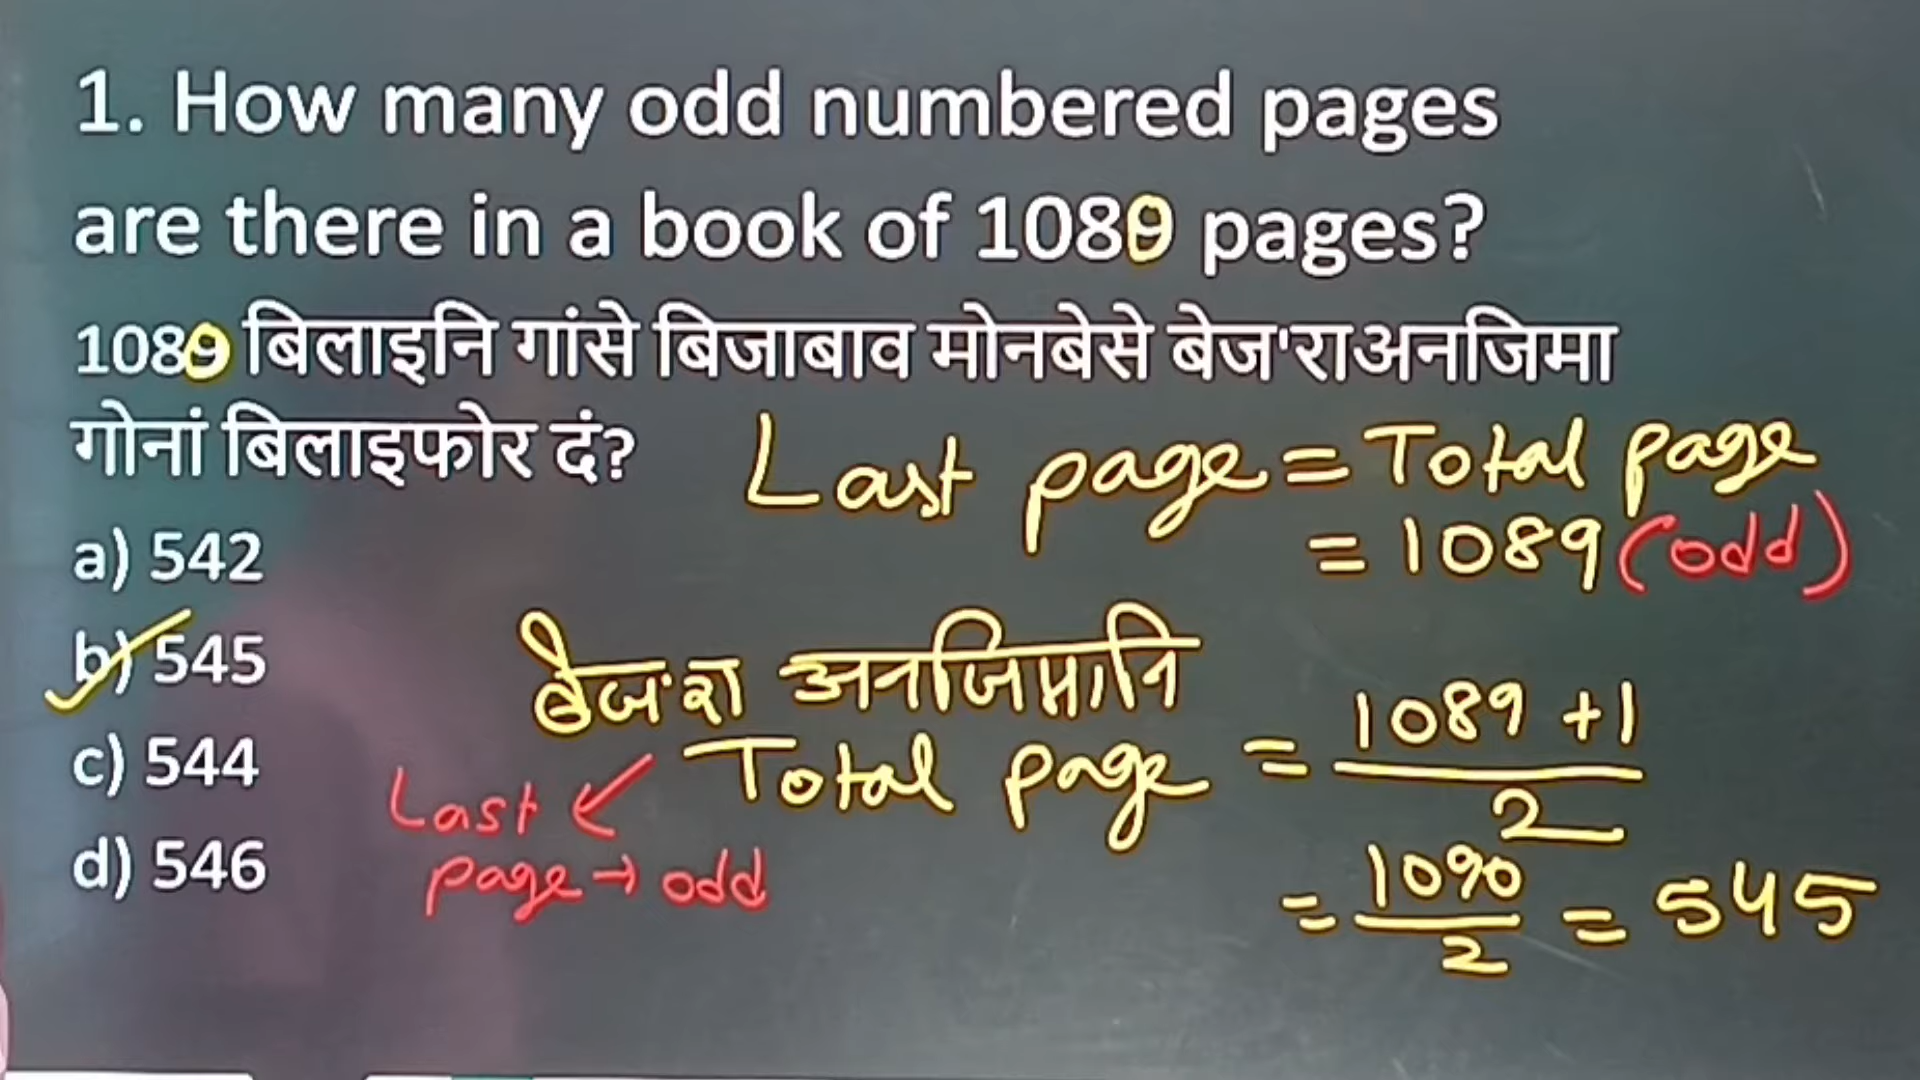 1. How many odd numbered pages
are there in a book of 1089 pages?
1089 बिलाइनि गांसे बिजाबाव मोनबेसे बेज'राअनजिमा
गोनां बिलाइफोर दं?
Last page = Total page
= 1089 (odd)
a) 542
b) 545
c) 544
d) 546
बेज'रा अनजिमानि
Total page = 1089 + 1
2
Last
page → odd
= 1090 = 545
2